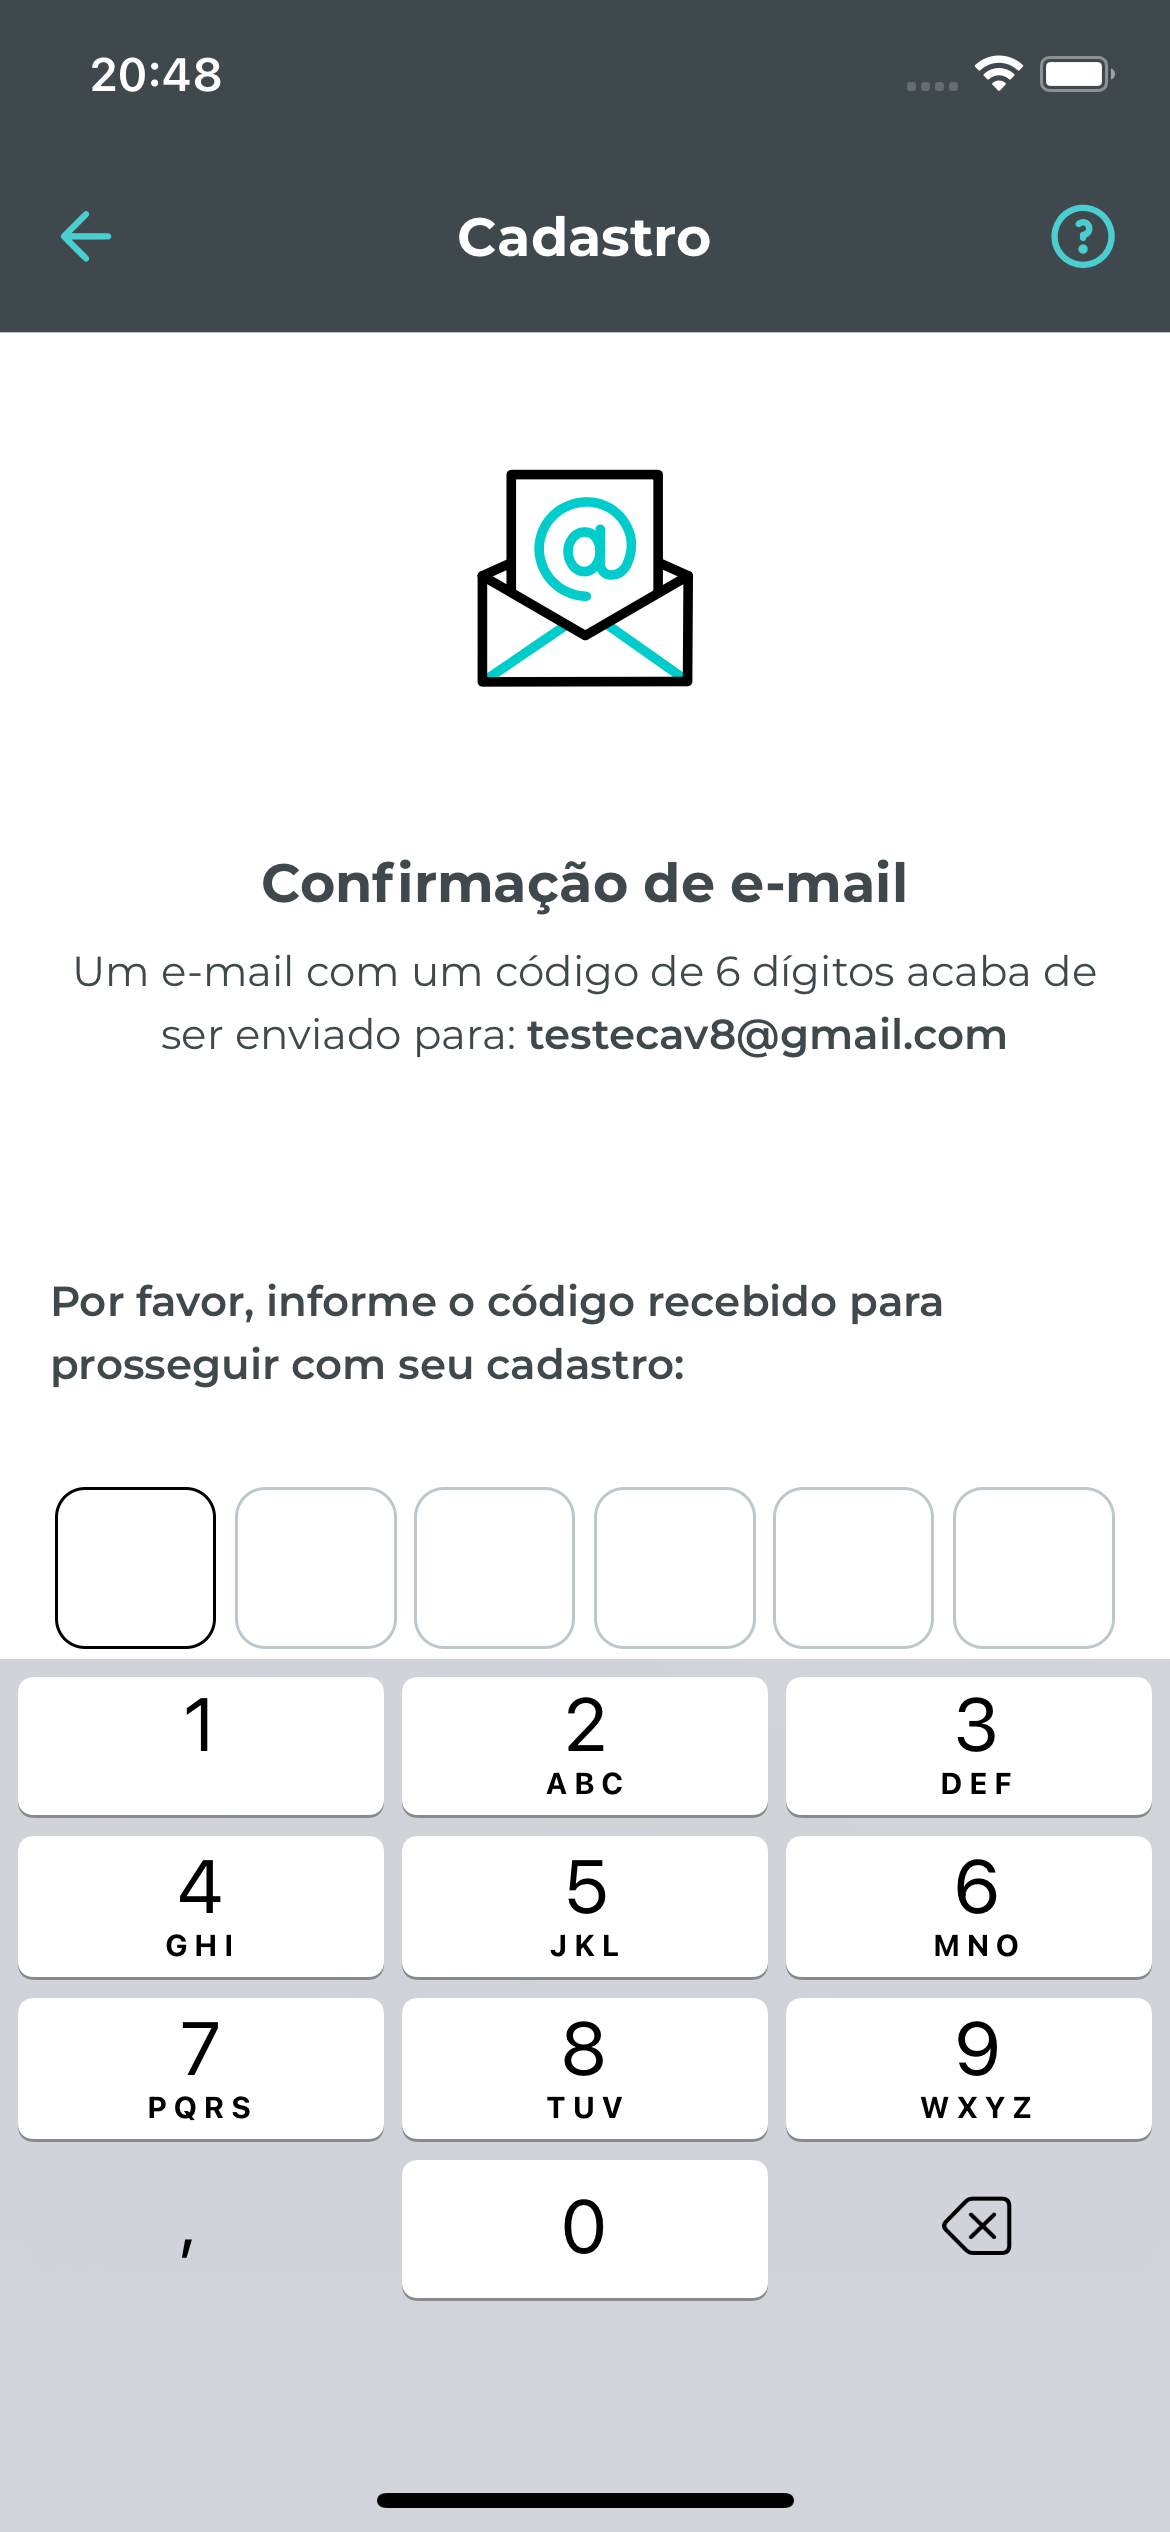 20:48
Cadastro
Confirmação de e-mail
Um e-mail com um código de 6 dígitos acaba de
ser enviado para: testecav8@gmail.com
Por favor, informe o código recebido para
prosseguir com seu cadastro:
1
2
3
ABC
DEF
4
5
6
GHI
JKL
MNO
7
8
9
PQRS
TUV
WXYZ
,
0